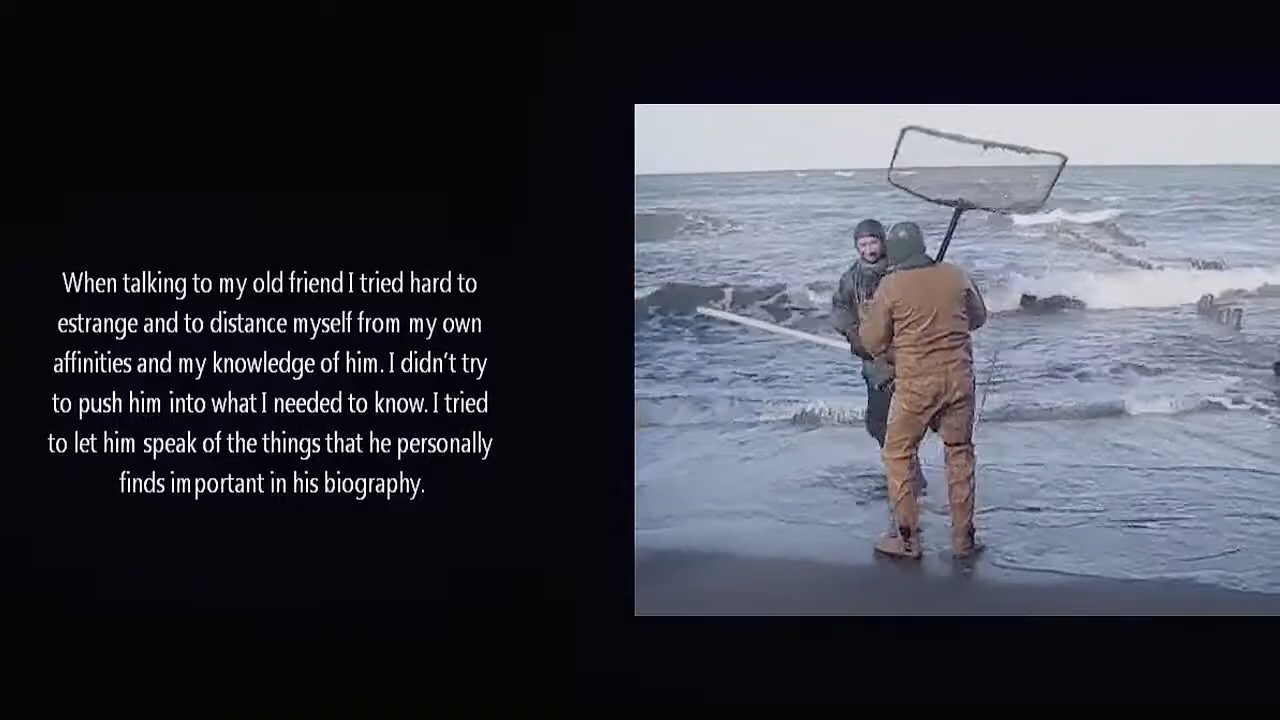 When talking to my old friend I tried hard to
estrange and to distance myself from my own
affinities and my knowledge of him. I didn't try
to push him into what I needed to know. I tried
to let him speak of the things that he personally
finds important in his biography.